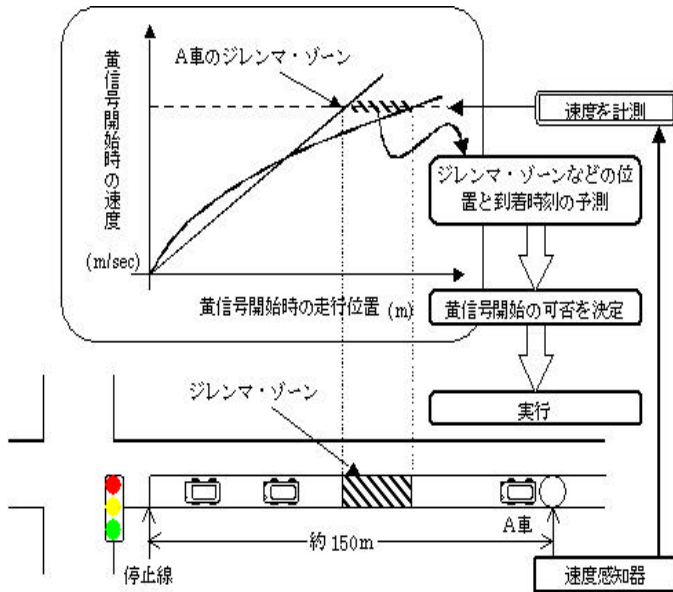 黄信号開始時の速度
(m/sec)
A車のジレンマ・ゾーン
黄信号開始時の走行位置 (m)
速度を計測
ジレンマ・ゾーンなどの位
置と到着時刻の予測
黄信号開始の可否を決定
実行
ジレンマ・ゾーン
A車
約150m
停止線
速度感知器